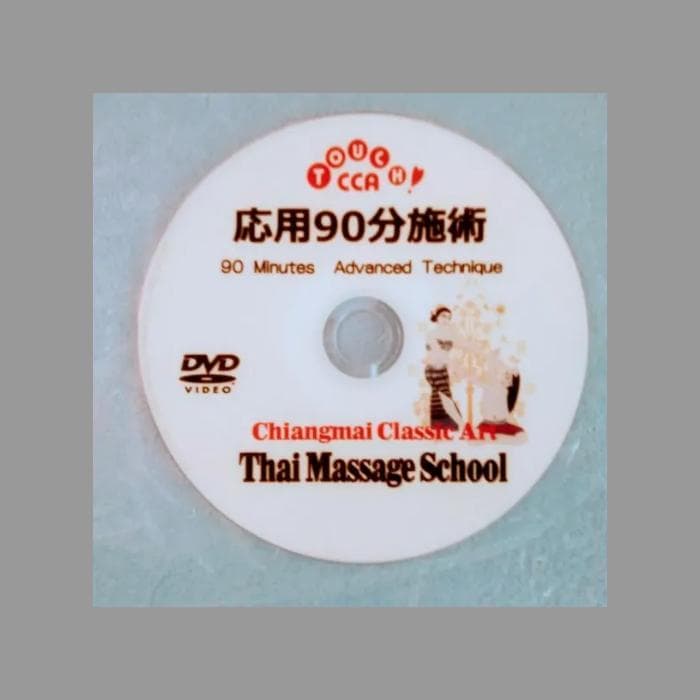 TOUCH!
CCA
応用90分施術
90 Minutes Advanced Technique
DVD
VIDEO
Chiangmai Classic Art
Thai Massage School